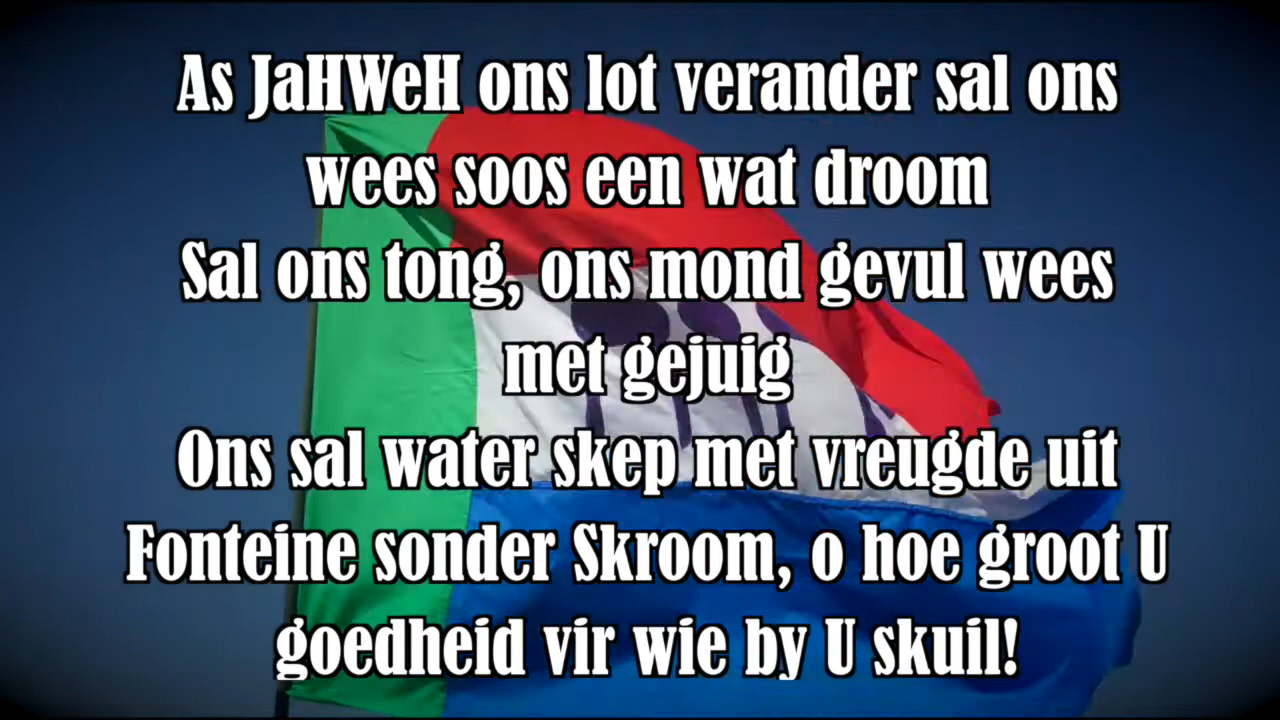 As JaHWeH ons lot verander sal ons
wees soos een wat droom
Sal ons tong, ons mond gevul wees
met gejuig
Ons sal water skep met vreugde uit
Fonteine sonder Skroom, o hoe groot U
goedheid vir wie by U skuil!